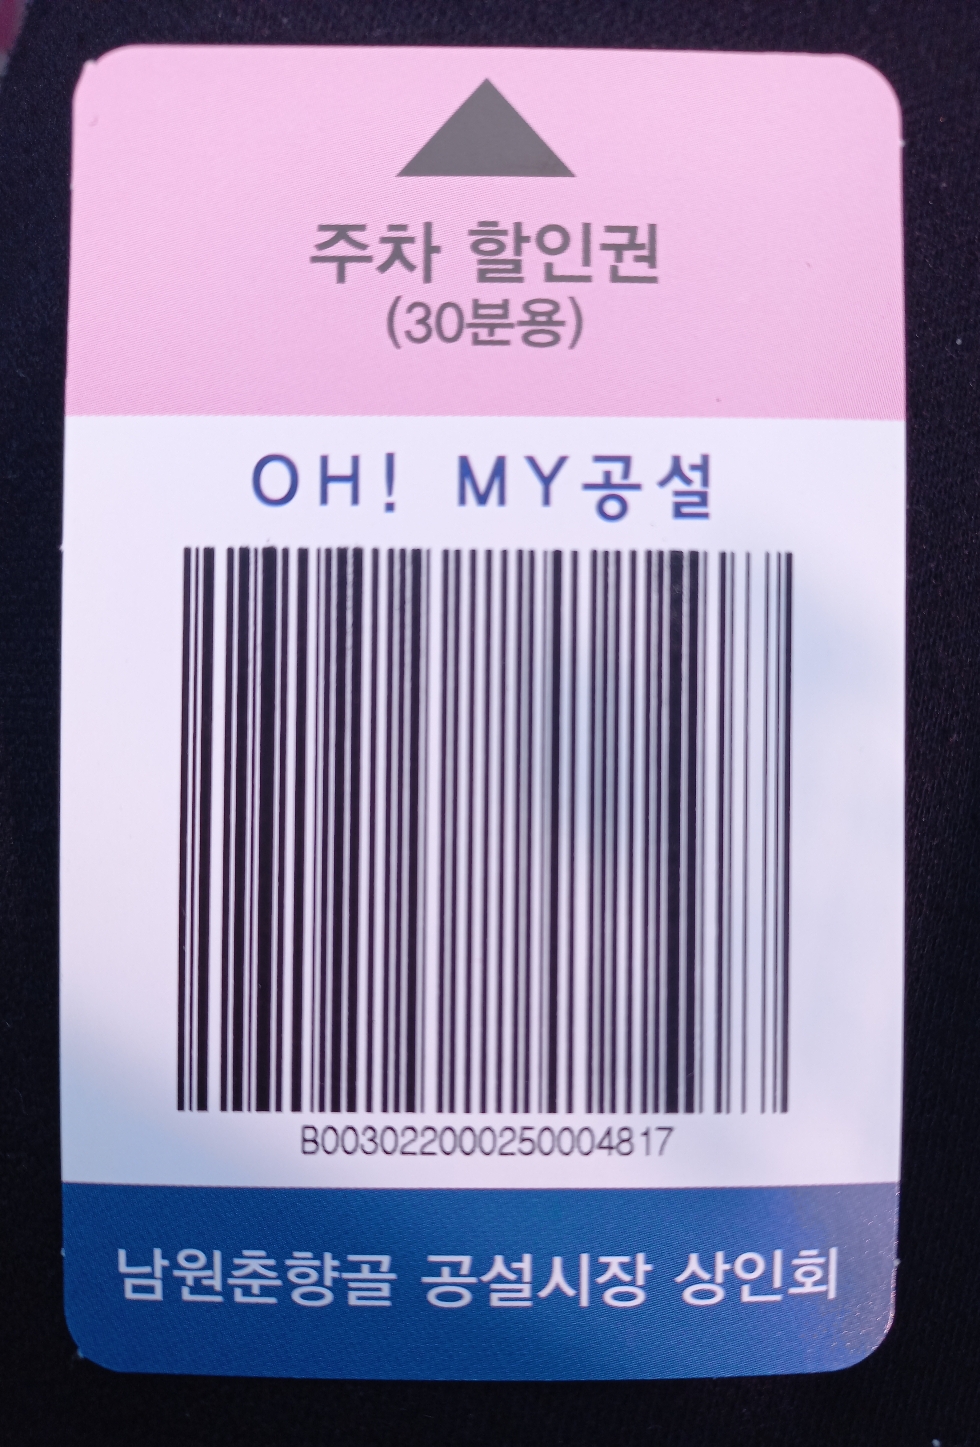 주차 할인권
(30분용)
OH! MY공설
B003022000250004817
남원춘향골 공설시장 상인회